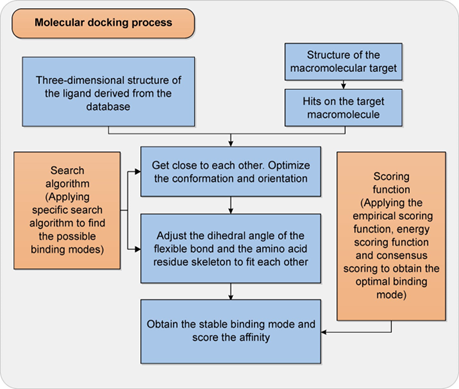 Molecular docking process
Three-dimensional structure of
the ligand derived from the
database
Structure of the
macromolecular target
Hits on the target
macromolecule
Search
algorithm
(Applying
specific search
algorithm to find
the possible
binding modes)
Get close to each other. Optimize
the conformation and orientation
Adjust the dihedral angle of the
flexible bond and the amino acid
residue skeleton to fit each other
Obtain the stable binding mode and
score the affinity
Scoring
function
(Applying the
empirical scoring
function, energy
scoring function
and consensus
scoring to obtain
the optimal binding
mode)